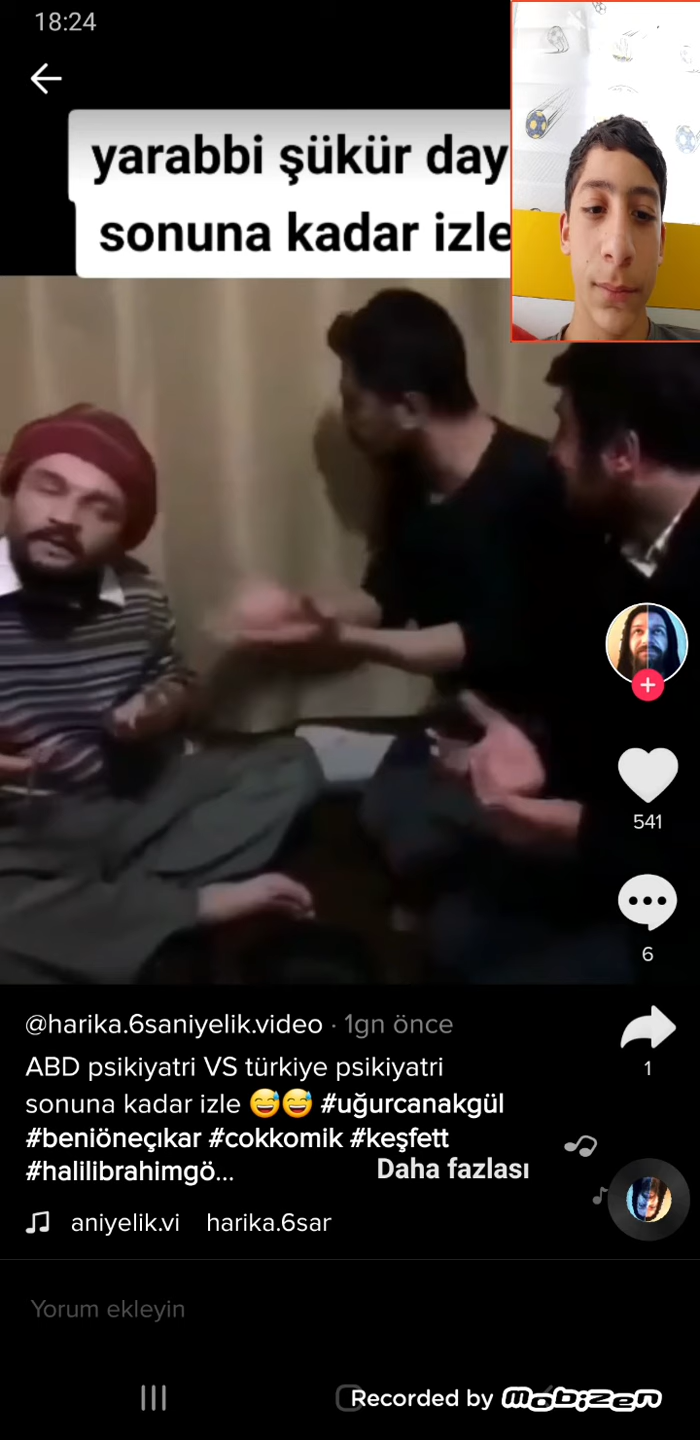 18:24
yarabbi şükür day
sonuna kadar izle
541
6
@harika.6saniyelik.video · 1gn önce
1
ABD psikiyatri VS türkiye psikiyatri
sonuna kadar izle 😅😅 #uğurcanakgül
#beniöneçıkar #cokkomik #keşfett
#halilibrahimgö... Daha fazlası
aniyelik.vi harika.6sar
Yorum ekleyin
Recorded by mobizen